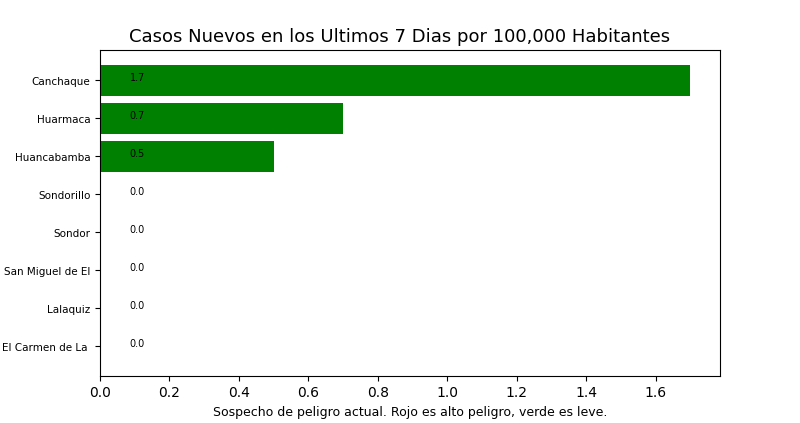 Casos Nuevos en los Ultimos 7 Dias por 100,000 Habitantes
Canchaque 1.7
Huarmaca 0.7
Huancabamba 0.5
Sondorillo 0.0
Sondor 0.0
San Miguel de El 0.0
Lalaquiz 0.0
El Carmen de La 0.0
0.0 0.2 0.4 0.6 0.8 1.0 1.2 1.4 1.6
Sospecho de peligro actual. Rojo es alto peligro, verde es leve.